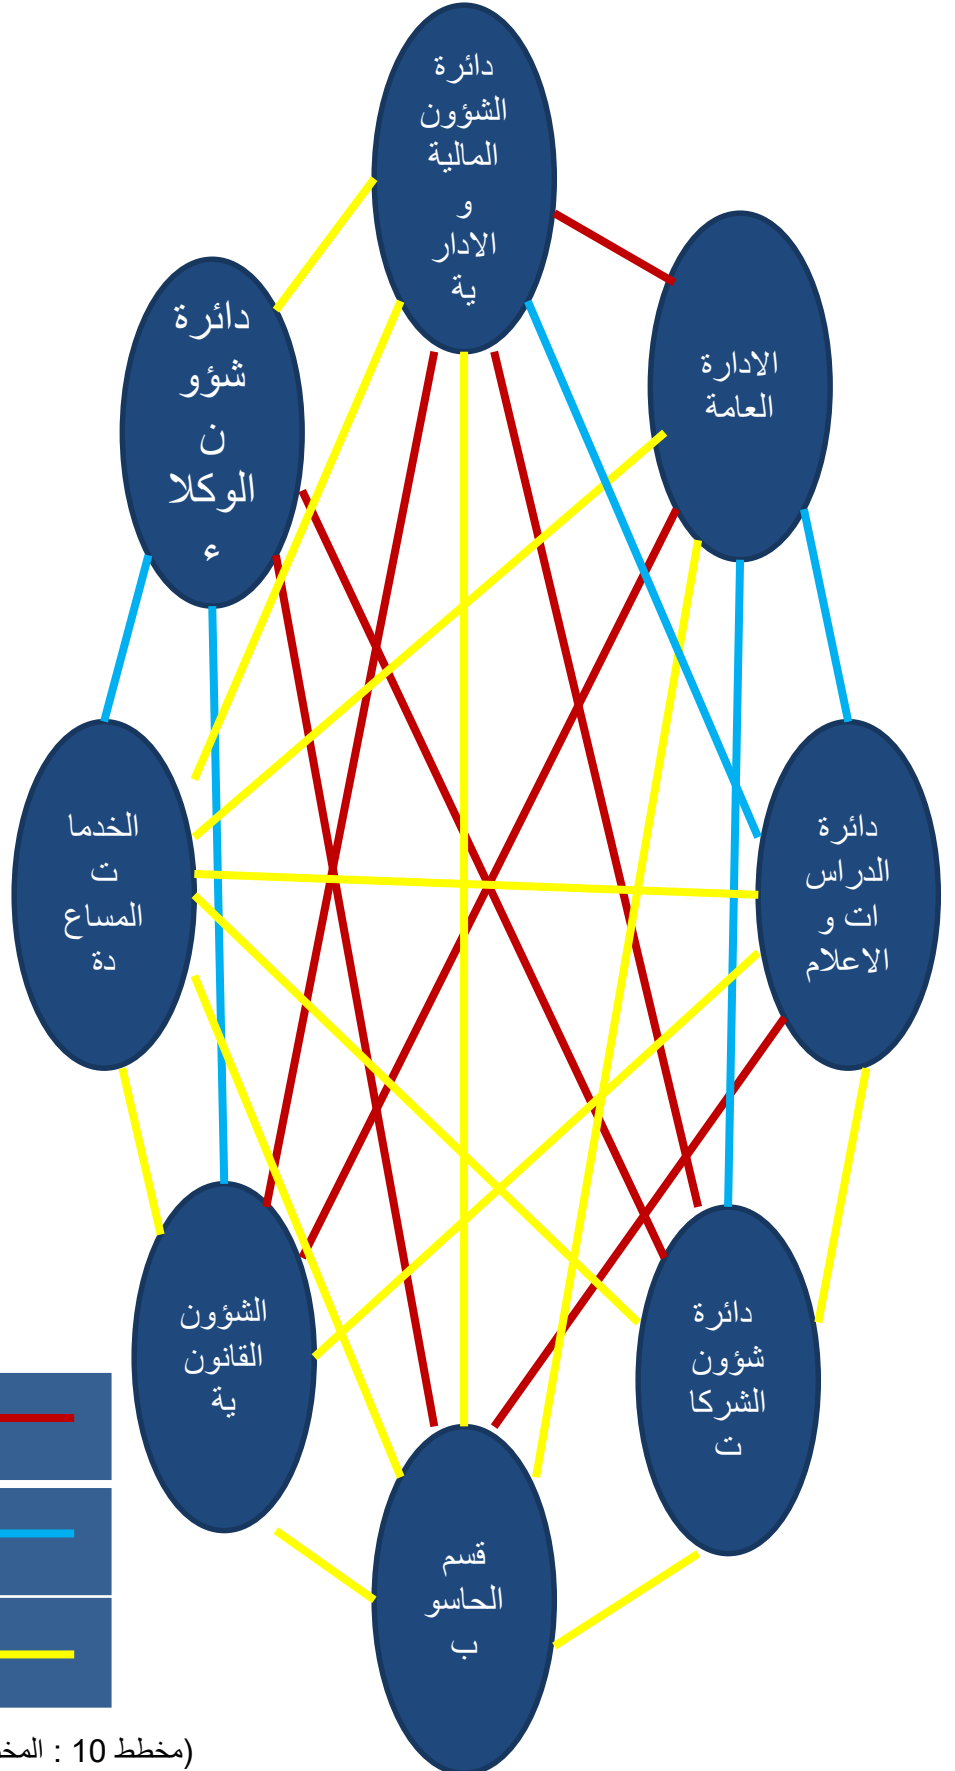 دائرة
الشؤون
المالية
و
الادار
ية
الادارة
العامة
دائرة
شؤو
ن
الوكلا
ء
دائرة
الدراس
ات و
الاعلام
الخدما
ت
المساع
دة
دائرة
شؤون
الشركا
ت
الشؤون
القانون
ية
قسم
الحاسو
ب
(مخطط 10 :